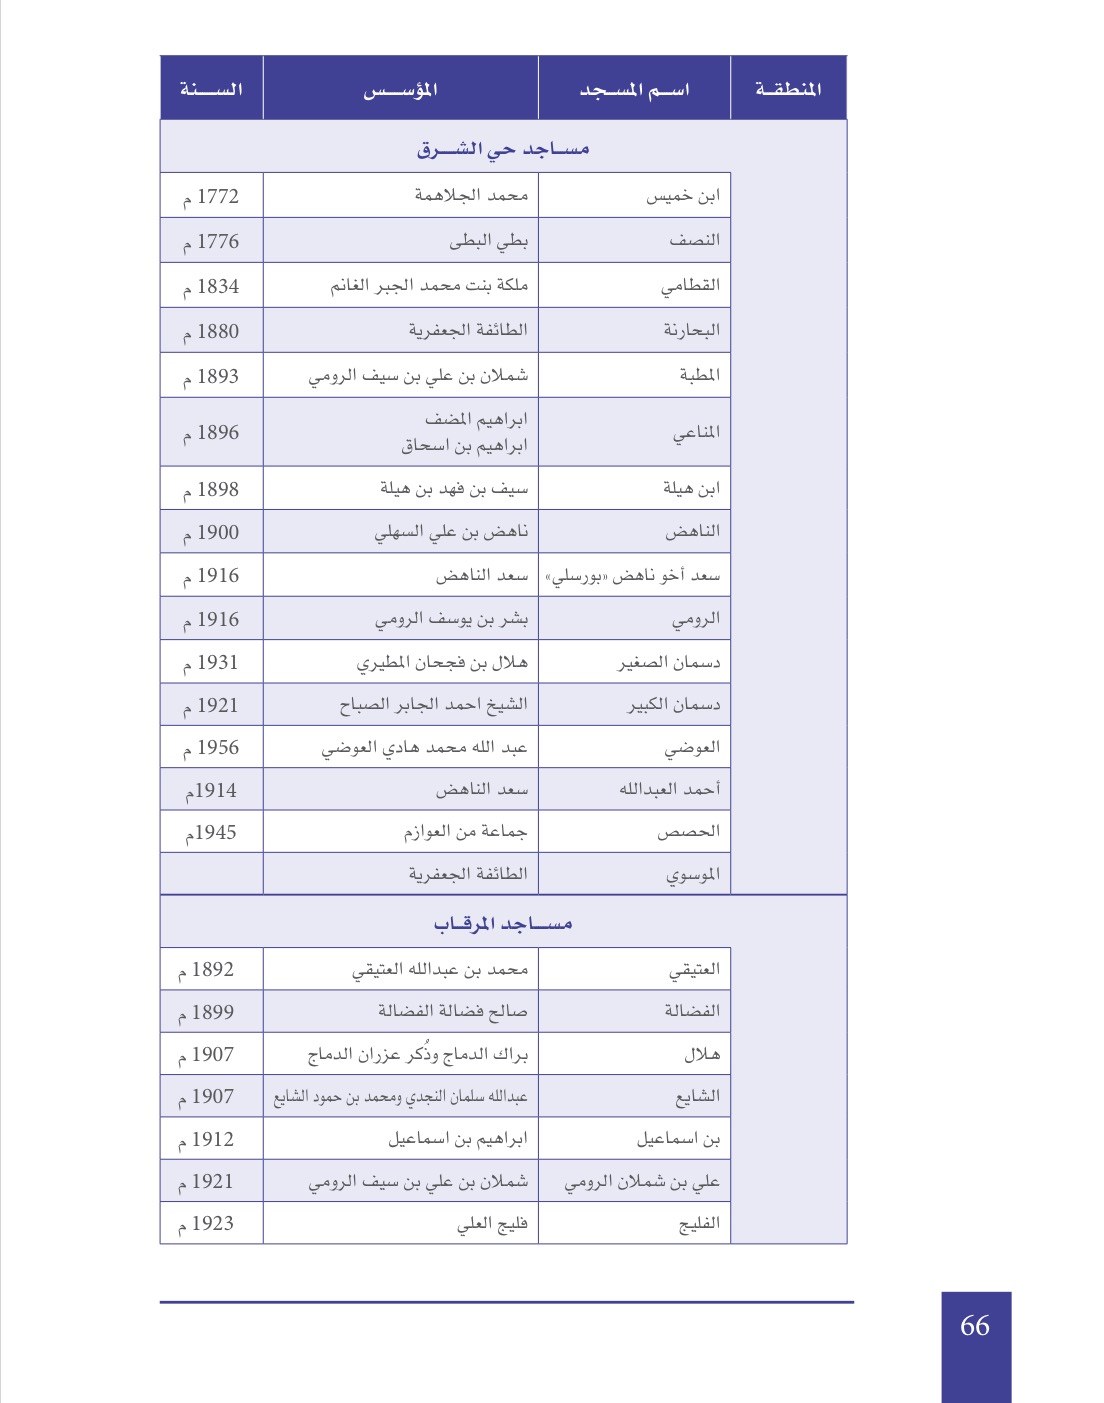 المنطقة اسم المسجد المؤسس السنة
مساجد حي الشرق
ابن خميس محمد الجلاهمة 1772 م
النصف بطي البطى 1776 م
القطامي ملكة بنت محمد الجبر الغانم 1834 م
البحارنة الطائفة الجعفرية 1880 م
المطبة شملان بن علي بن سيف الرومي 1893 م
المناعي ابراهيم المضف
ابراهيم بن اسحاق 1896 م
ابن هيلة سيف بن فهد بن هيلة 1898 م
الناهض ناهض بن علي السهلي 1900 م
سعد أخو ناهض «بورسلي» سعد الناهض 1916 م
الرومي بشر بن يوسف الرومي 1916 م
دسمان الصغير هلال بن فجحان المطيري 1931 م
دسمان الكبير الشيخ احمد الجابر الصباح 1921 م
العوضي عبد الله محمد هادي العوضي 1956 م
أحمد العبدالله سعد الناهض 1914م
الحصص جماعة من العوازم 1945م
الموسوي الطائفة الجعفرية
مساجد المرقاب
العتيقي محمد بن عبدالله العتيقي 1892 م
الفضالة صالح فضالة الفضالة 1899 م
هلال براك الدماج وذُكر عزران الدماج 1907 م
الشايع عبدالله سلمان النجدي ومحمد بن حمود الشايع 1907 م
بن اسماعيل ابراهيم بن اسماعيل 1912 م
علي بن شملان الرومي شملان بن علي بن سيف الرومي 1921 م
الفليج فليج العلي 1923 م
66